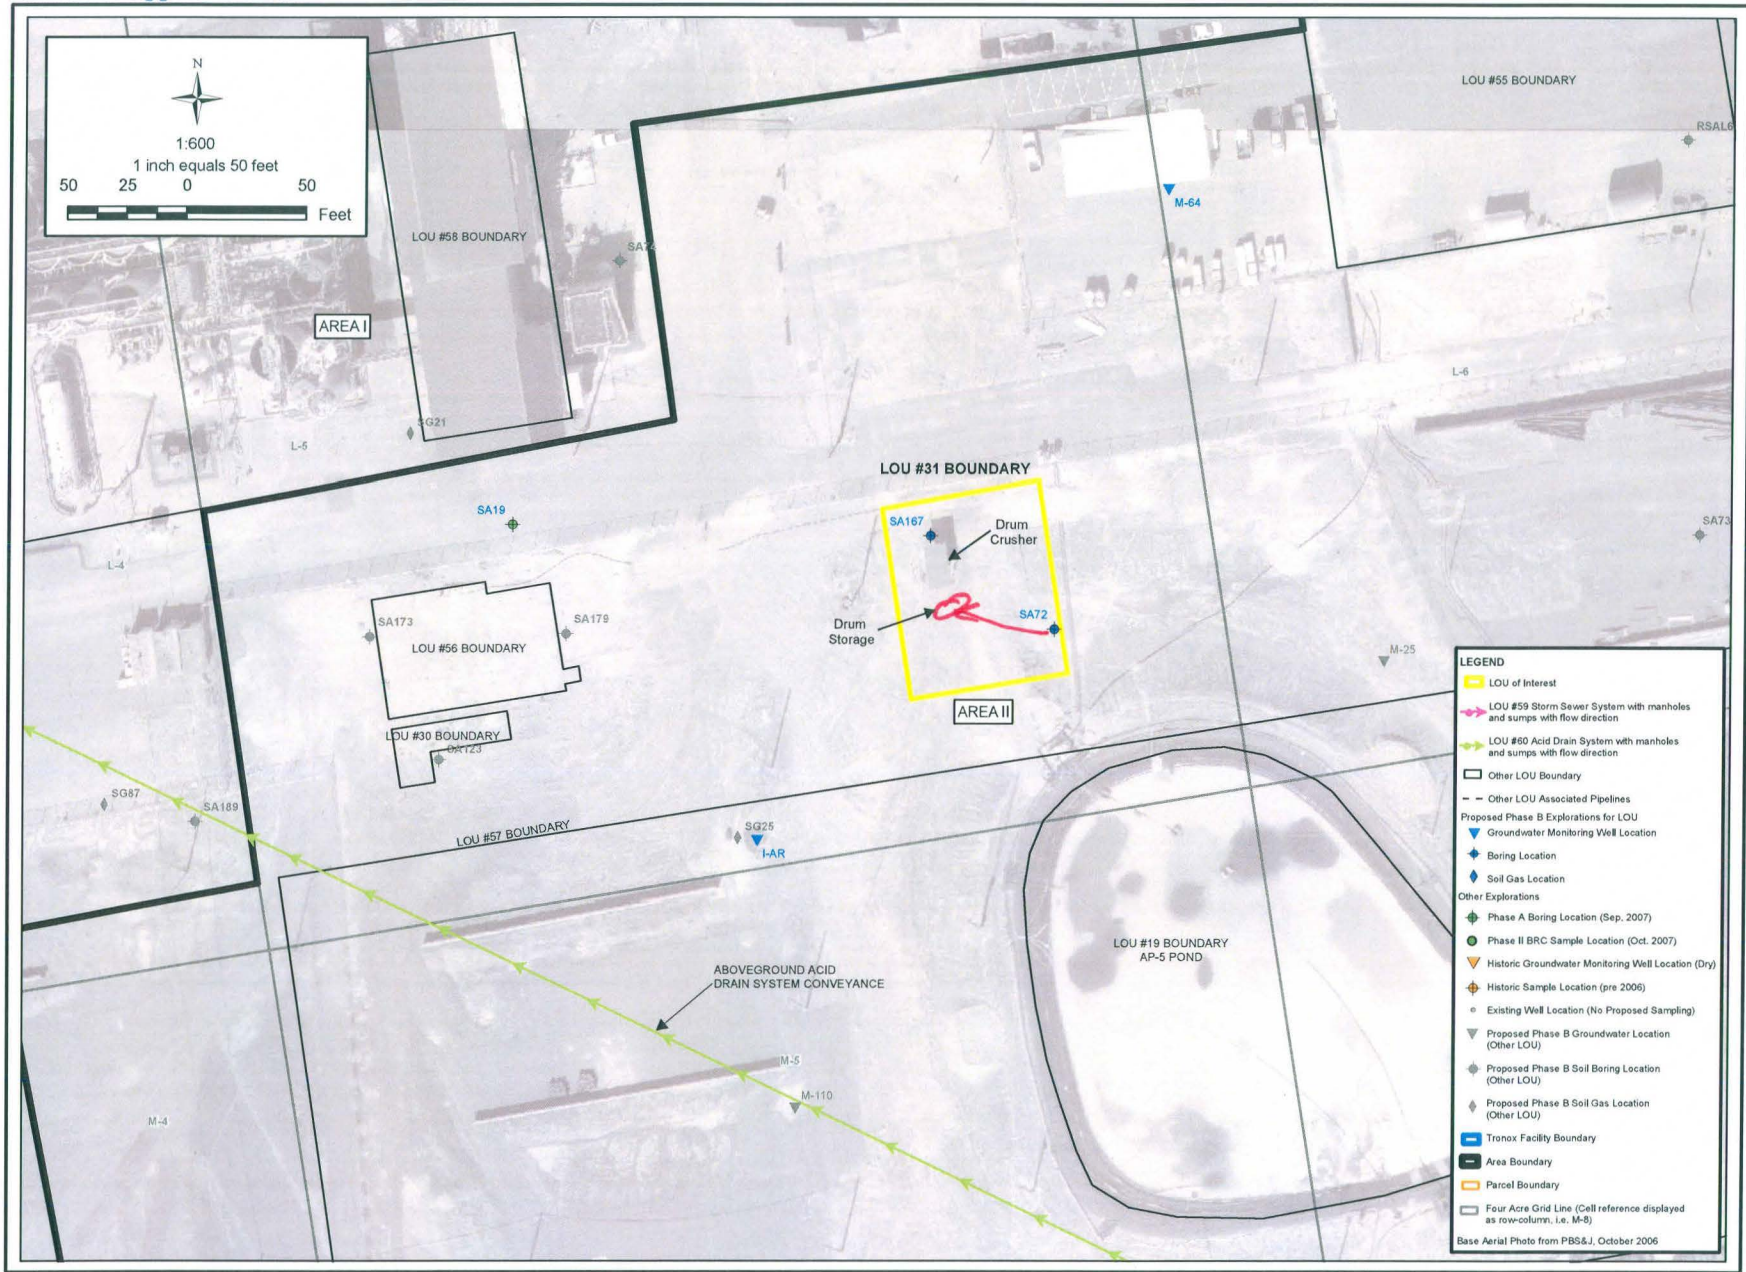 N
1:600
1 inch equals 50 feet
50 25 0 50
Feet
LOU #55 BOUNDARY
RSAL6
M-64
LOU #58 BOUNDARY
SA74
AREA I
L-6
SG21
L-5
LOU #31 BOUNDARY
SA19
SA167
Drum
Crusher
SA73
L-4
SA173
SA179
SA72
Drum
Storage
LOU #56 BOUNDARY
M-25
AREA II
LOU #30 BOUNDARY
SA123
SG87
SA189
LOU #57 BOUNDARY
SG25
I-AR
LOU #19 BOUNDARY
AP-5 POND
ABOVEGROUND ACID
DRAIN SYSTEM CONVEYANCE
M-5
M-110
M-4
LEGEND
LOU of Interest
LOU #59 Storm Sewer System with manholes
and sumps with flow direction
LOU #60 Acid Drain System with manholes
and sumps with flow direction
Other LOU Boundary
Other LOU Associated Pipelines
Proposed Phase B Explorations for LOU
Groundwater Monitoring Well Location
Boring Location
Soil Gas Location
Other Explorations
Phase A Boring Location (Sep. 2007)
Phase II BRC Sample Location (Oct. 2007)
Historic Groundwater Monitoring Well Location (Dry)
Historic Sample Location (pre 2006)
Existing Well Location (No Proposed Sampling)
Proposed Phase B Groundwater Location
(Other LOU)
Proposed Phase B Soil Boring Location
(Other LOU)
Proposed Phase B Soil Gas Location
(Other LOU)
Tronox Facility Boundary
Area Boundary
Parcel Boundary
Four Acre Grid Line (Cell reference displayed
as row-column, i.e. M-8)
Base Aerial Photo from PBS&J, October 2006